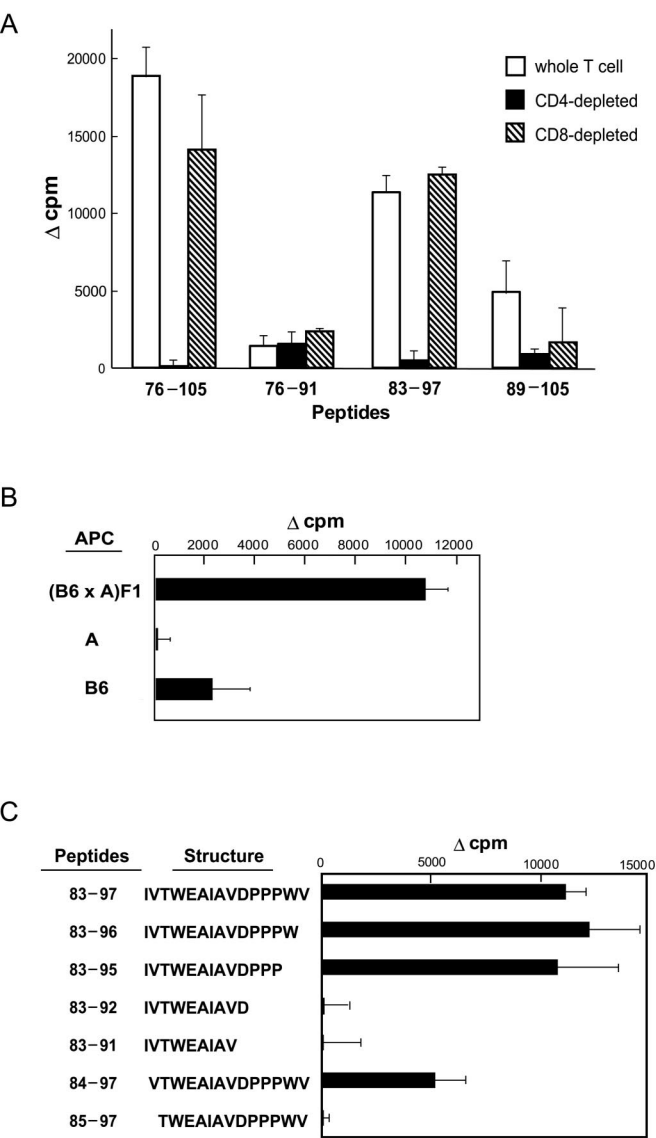 A
20000
15000
10000
5000
0
Δ cpm
whole T cell
CD4-depleted
CD8-depleted
76–105 76–91 83–97 89–105
Peptides
B
Δ cpm
APC
0 2000 4000 6000 8000 10000 12000
(B6 x A)F1
A
B6
C
Δ cpm
Peptides Structure
0 5000 10000 15000
83–97 IVTWEAIAVDPPPWV
83–96 IVTWEAIAVDPPPW
83–95 IVTWEAIAVDPPP
83–92 IVTWEAIAVD
83–91 IVTWEAIAV
84–97 VTWEAIAVDPPPWV
85–97 TWEAIAVDPPPWV